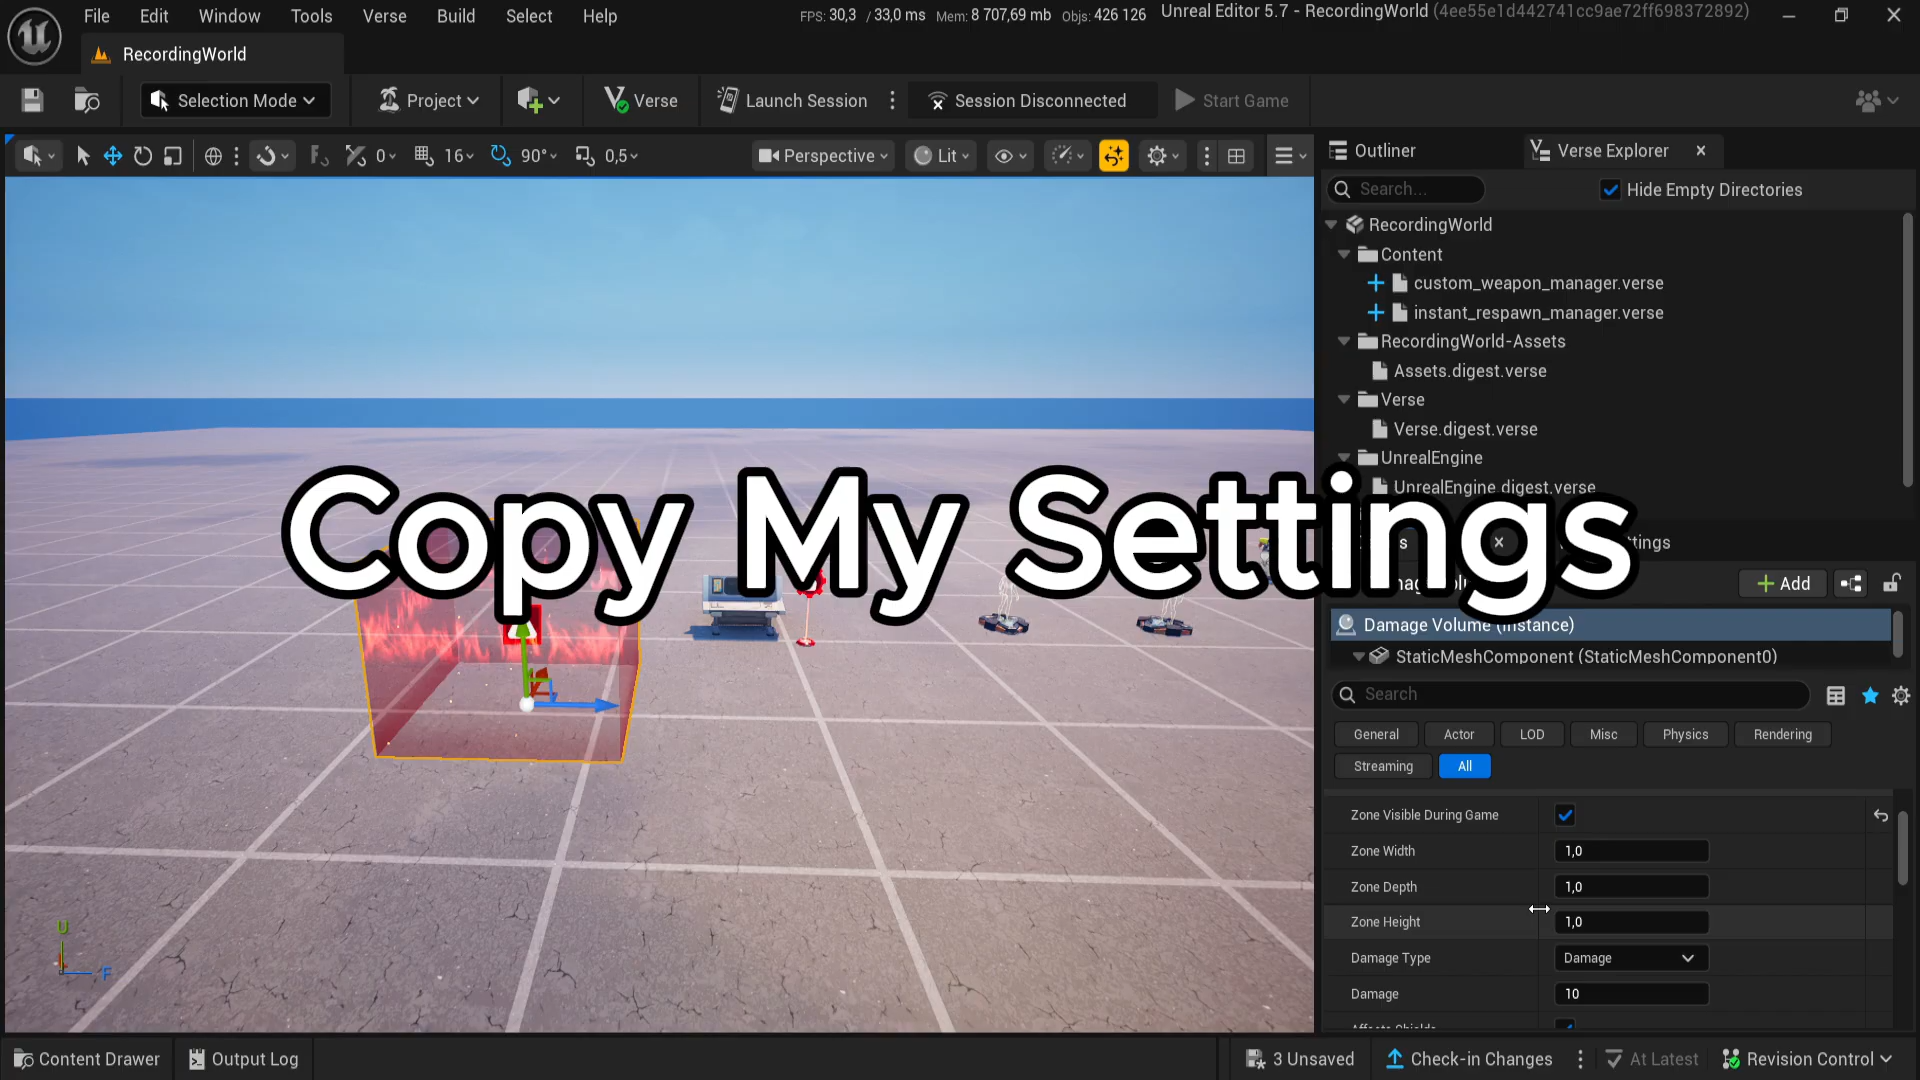 File Edit Window Tools Verse Build Select Help
FPS: 30,3 / 33,0 ms Mem: 8 707,69 mb Objs: 426 126
Unreal Editor 5.7 - RecordingWorld (4ee55e1d442741cc9ae72ff698372892)
RecordingWorld
Selection Mode
Project
Verse
Launch Session
Session Disconnected
Start Game
0
16
90°
0,5
Perspective
Lit
Outliner
Verse Explorer
Search...
Hide Empty Directories
RecordingWorld
Content
custom_weapon_manager.verse
instant_respawn_manager.verse
RecordingWorld-Assets
Assets.digest.verse
Verse
Verse.digest.verse
UnrealEngine
UnrealEngine.digest.verse
Copy My Settings
Add
Damage Volume (Instance)
StaticMeshComponent (StaticMeshComponent0)
Search
General Actor LOD Misc Physics Rendering
Streaming All
Zone Visible During Game
Zone Width 1,0
Zone Depth 1,0
Zone Height 1,0
Damage Type Damage
Damage 10
Affects Shields
U
F
Content Drawer
Output Log
3 Unsaved
Check-in Changes
At Latest
Revision Control